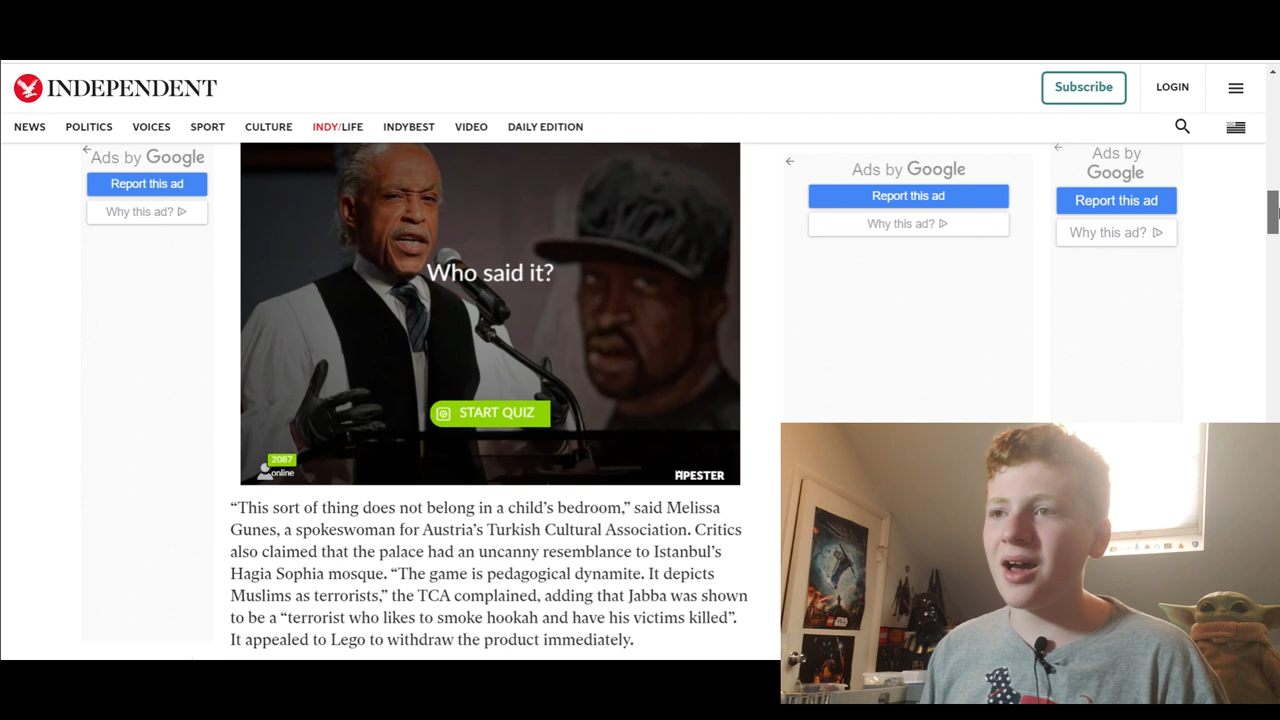 INDEPENDENT
Subscribe
LOGIN
NEWS
POLITICS
VOICES
SPORT
CULTURE
INDY/LIFE
INDYBEST
VIDEO
DAILY EDITION
Ads by Google
Report this ad
Why this ad?
Ads by Google
Report this ad
Why this ad?
Ads by
Google
Report this ad
Why this ad?
Who said it?
START QUIZ
2087
online
APESTER
“This sort of thing does not belong in a child’s bedroom,” said Melissa
Gunes, a spokeswoman for Austria’s Turkish Cultural Association. Critics
also claimed that the palace had an uncanny resemblance to Istanbul’s
Hagia Sophia mosque. “The game is pedagogical dynamite. It depicts
Muslims as terrorists,” the TCA complained, adding that Jabba was shown
to be a “terrorist who likes to smoke hookah and have his victims killed”.
It appealed to Lego to withdraw the product immediately.
STAR WARS